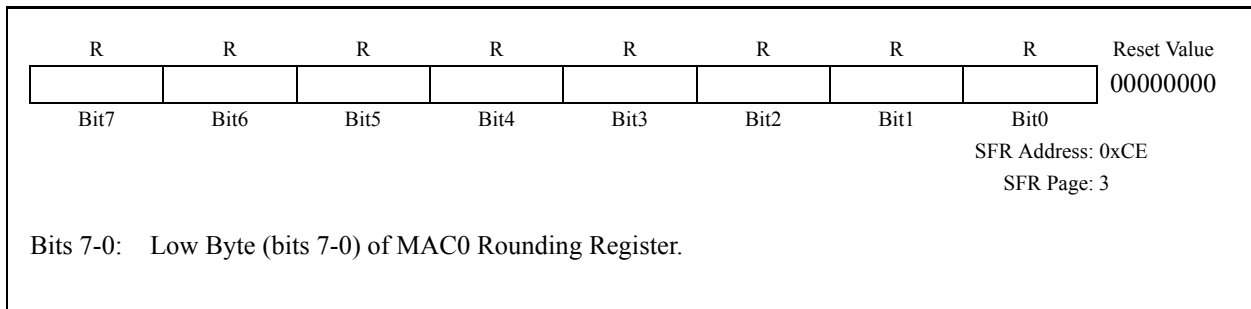 R R R R R R R R Reset Value
00000000
Bit7 Bit6 Bit5 Bit4 Bit3 Bit2 Bit1 Bit0
SFR Address: 0xCE
SFR Page: 3
Bits 7-0: Low Byte (bits 7-0) of MAC0 Rounding Register.